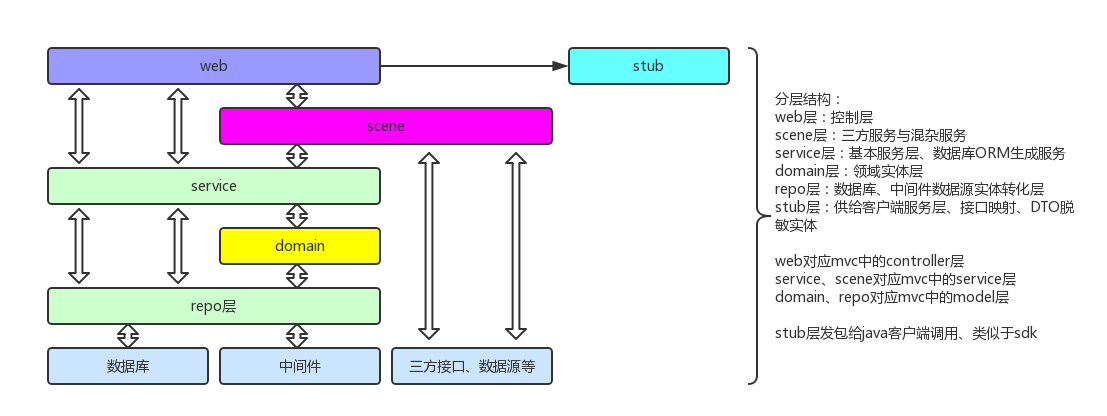 web
stub
scene
service
domain
repo层
数据库
中间件
三方接口、数据源等
分层结构：
web层：控制层
scene层：三方服务与混杂服务
service层：基本服务层、数据库ORM生成服务
domain层：领域实体层
repo层：数据库、中间件数据源实体转化层
stub层：供给客户端服务层、接口映射、DTO脱
敏实体
web对应mvc中的controller层
service、scene对应mvc中的service层
domain、repo对应mvc中的model层
stub层发包给java客户端调用、类似于sdk